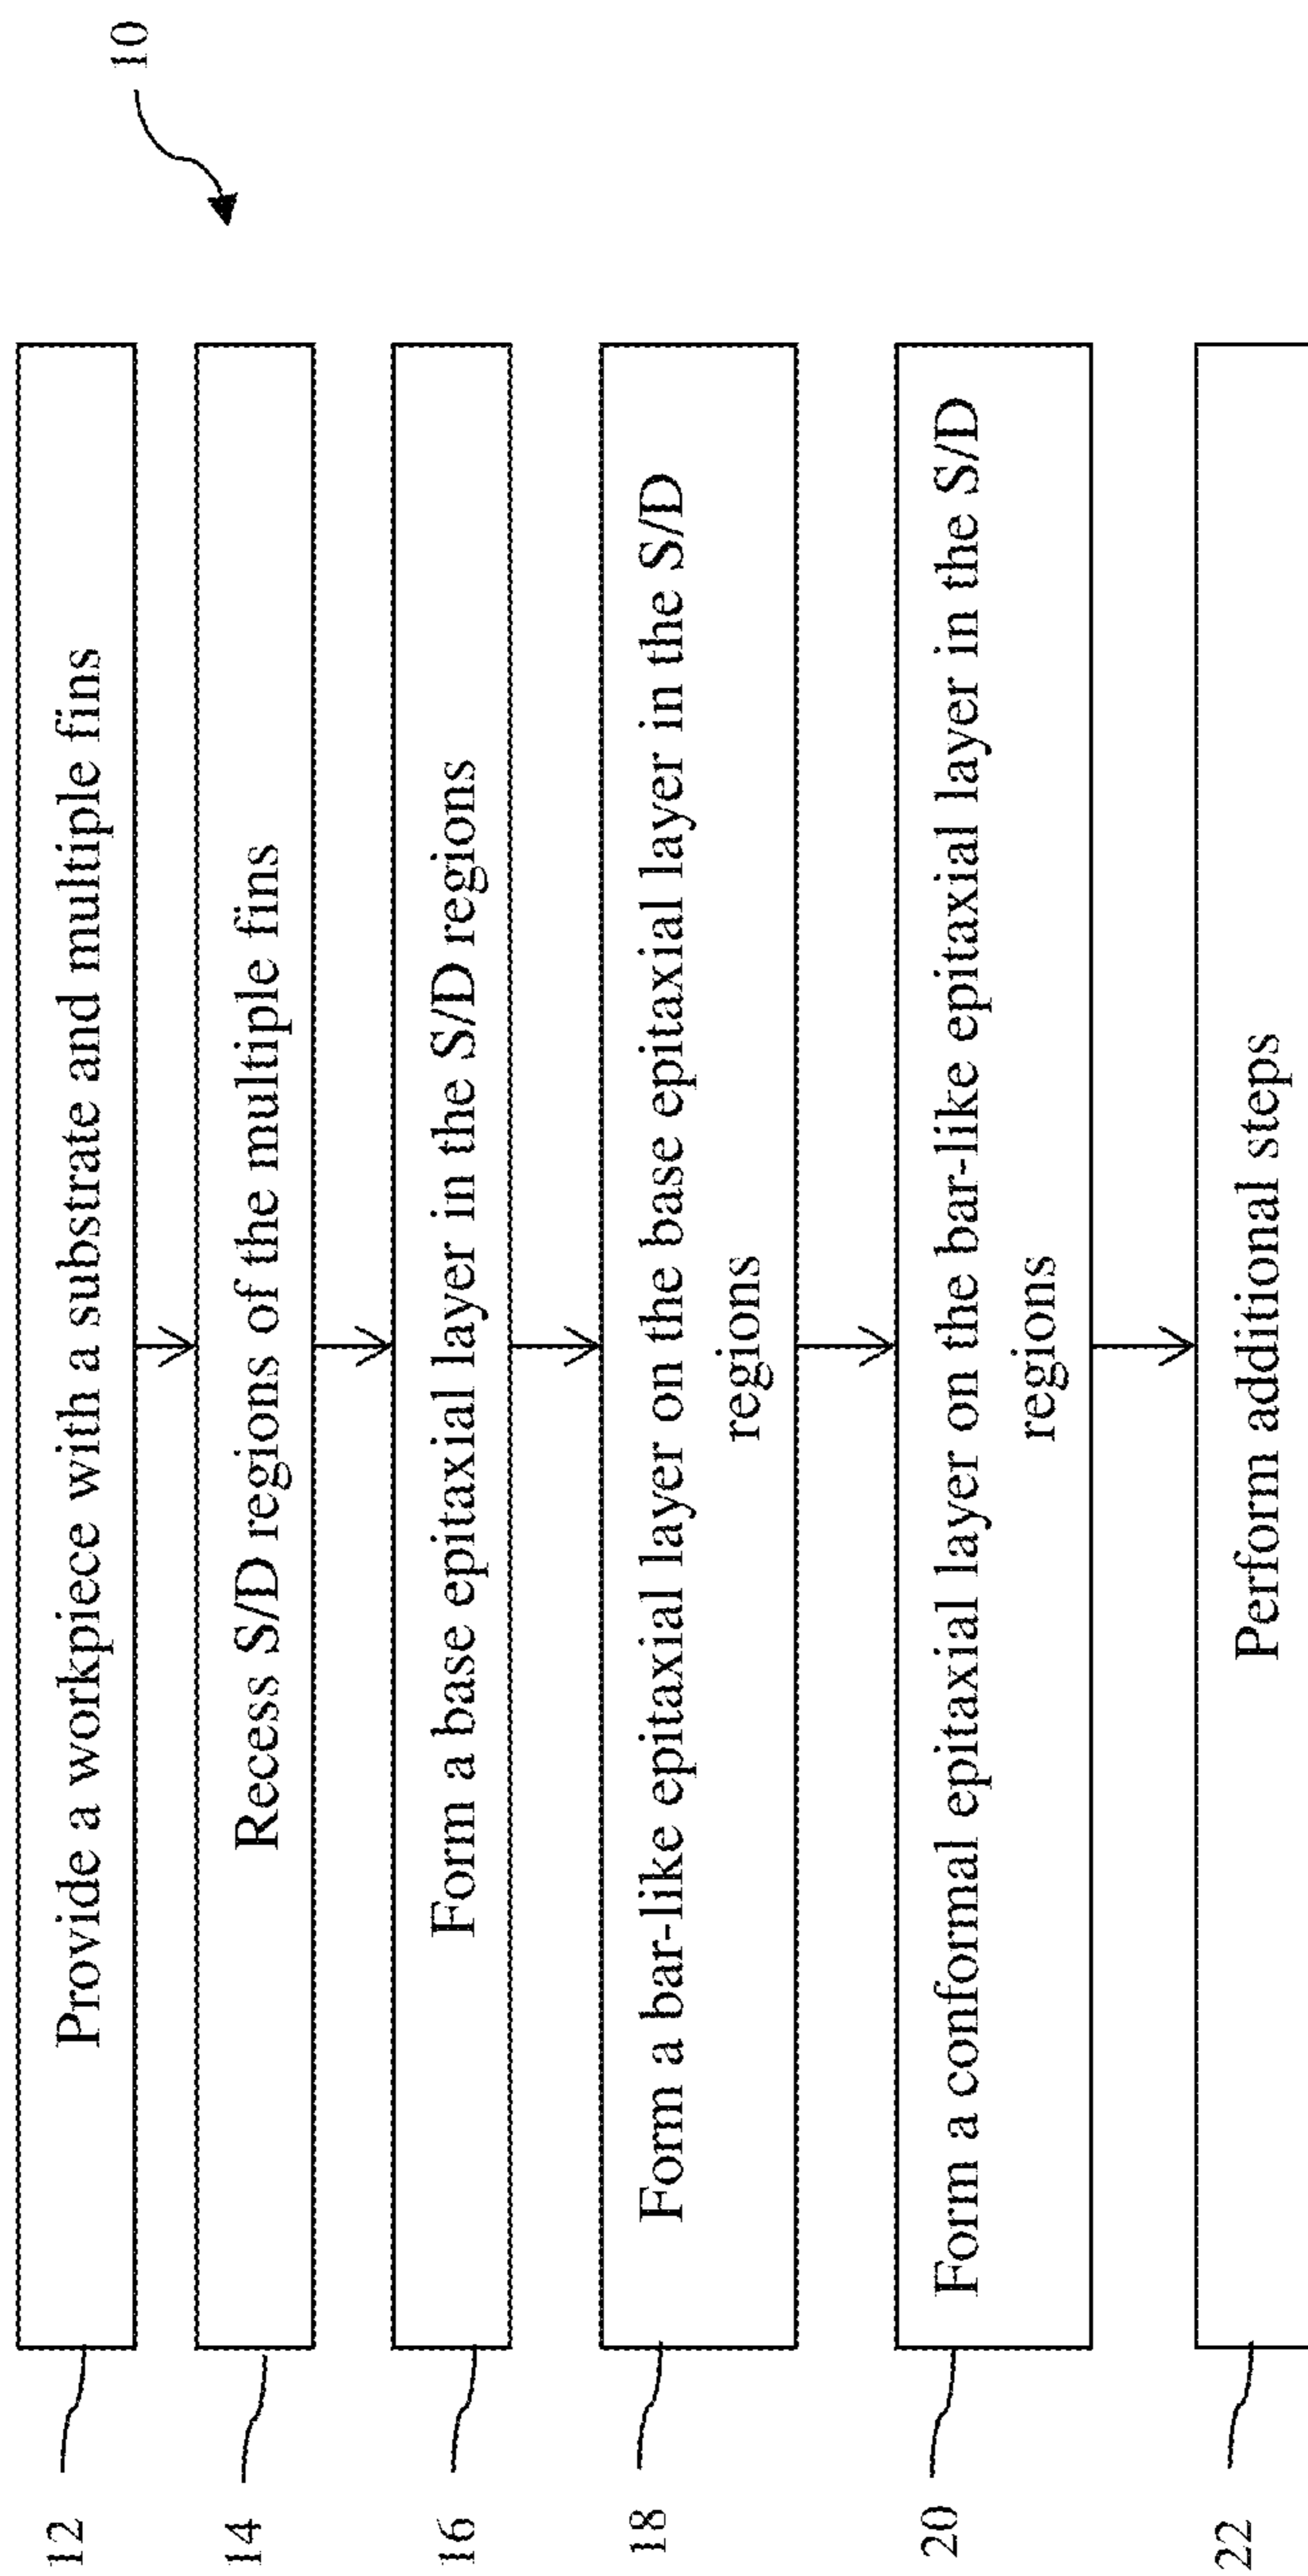 10
12
Provide a workpiece with a substrate and multiple fins
14
Recess S/D regions of the multiple fins
16
Form a base epitaxial layer in the S/D regions
18
Form a bar-like epitaxial layer on the base epitaxial layer in the S/D
regions
20
Form a conformal epitaxial layer on the bar-like epitaxial layer in the S/D
regions
22
Perform additional steps